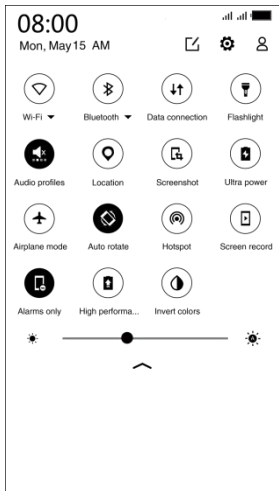 08:00
Mon, May15 AM
Wi-Fi Bluetooth Data connection Flashlight
Audio profiles Location Screenshot Ultra power
Airplane mode Auto rotate Hotspot Screen record
Alarms only High performa... Invert colors